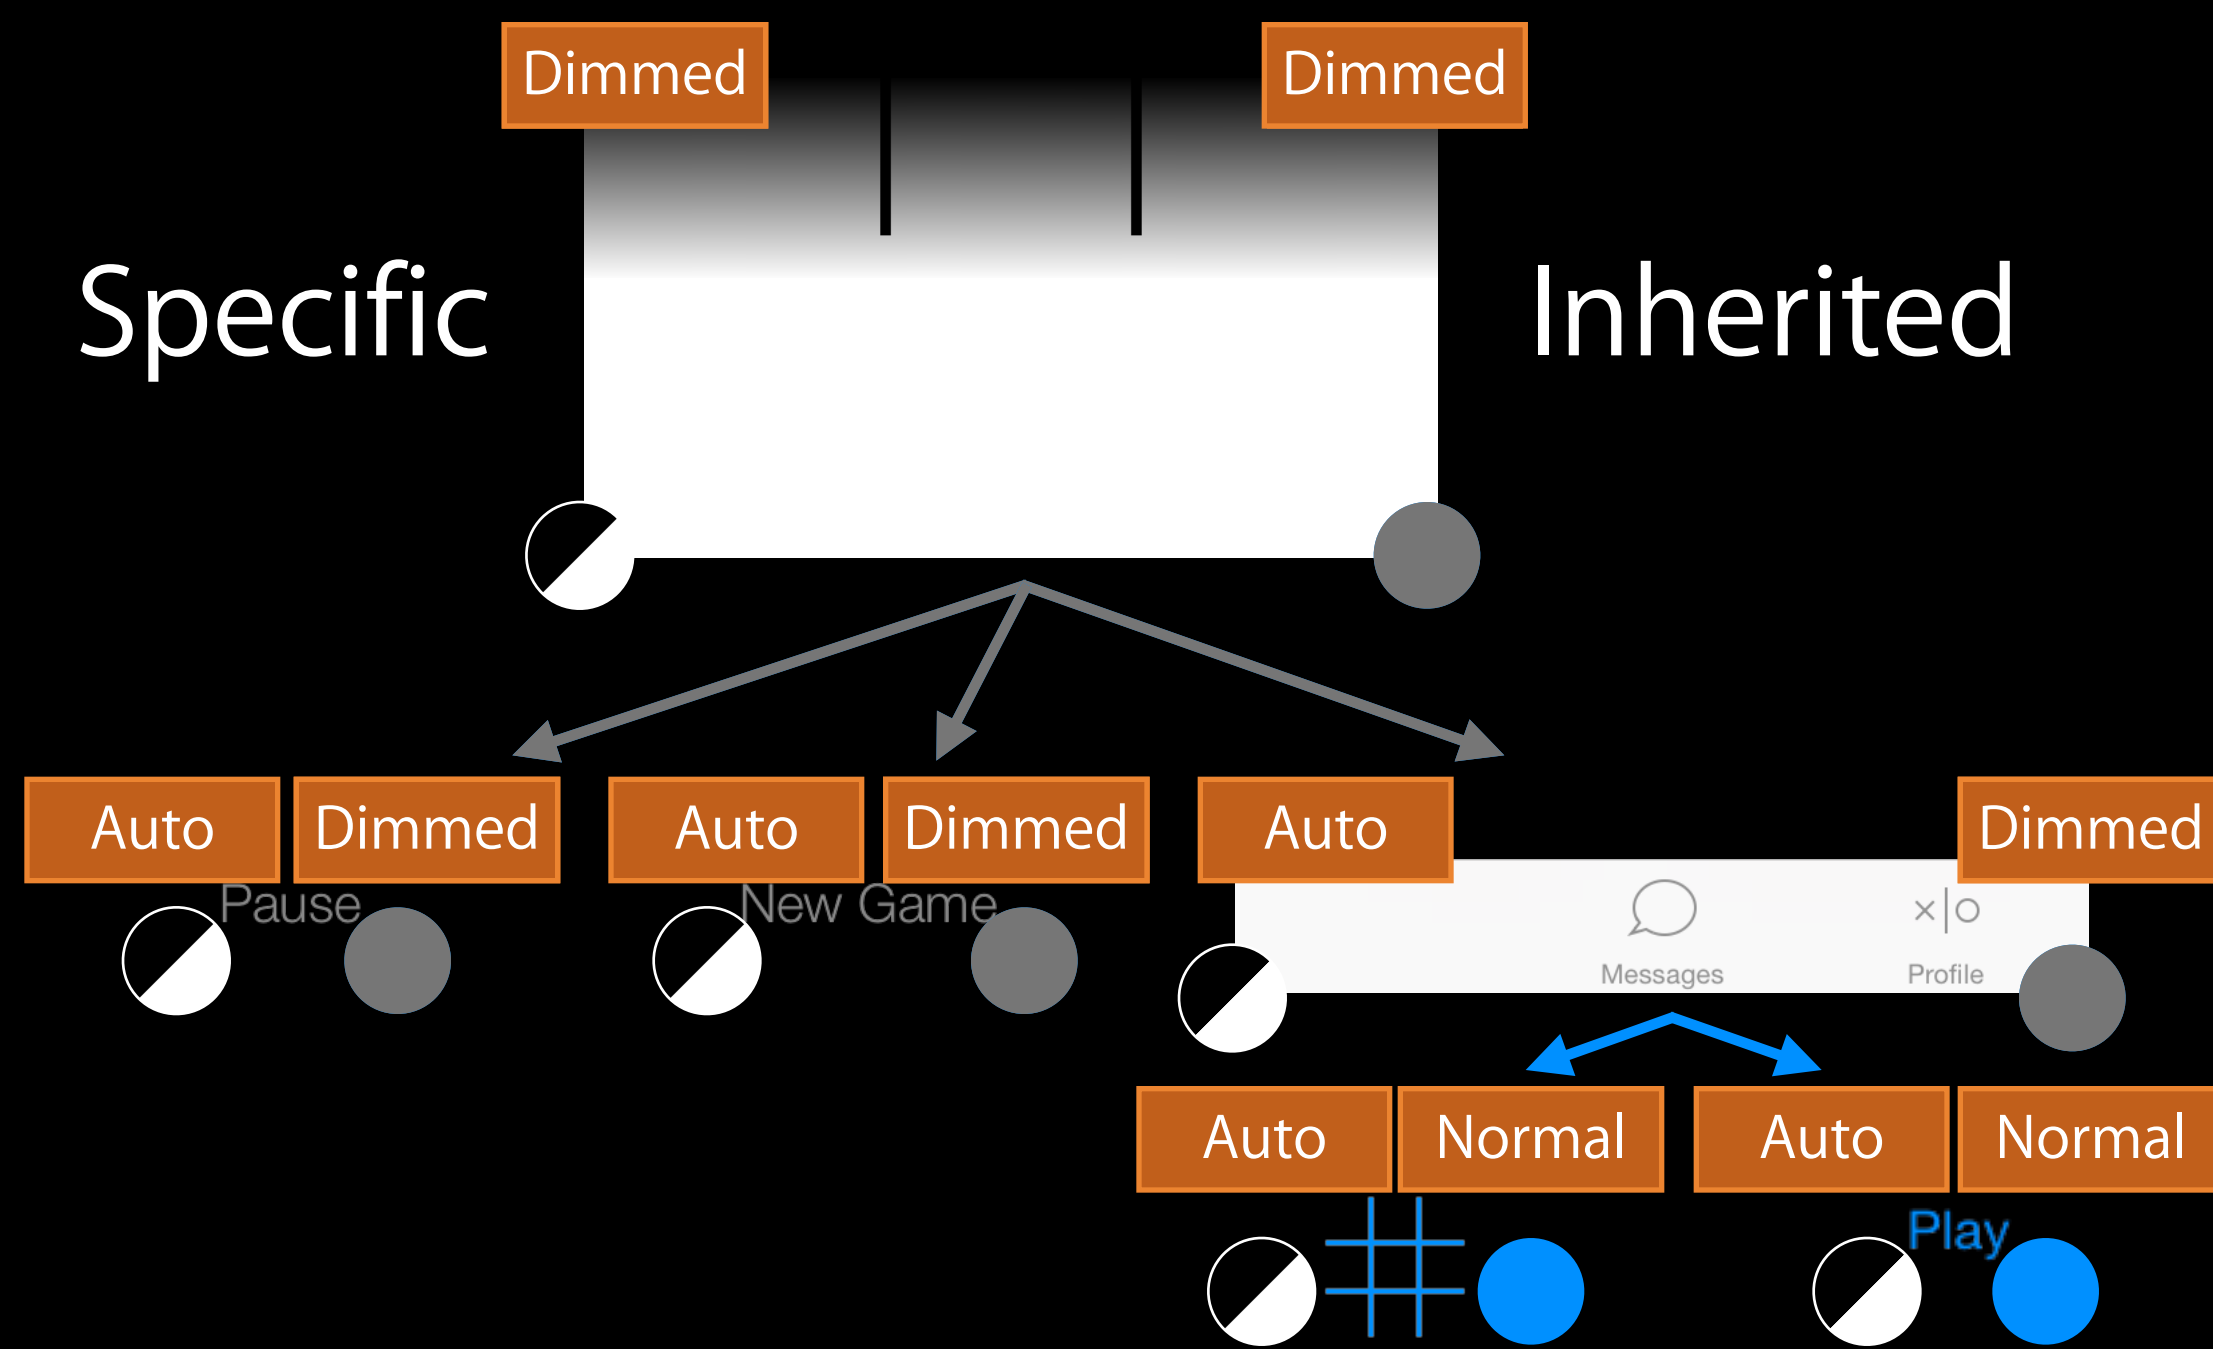 Dimmed
Dimmed
Specific
Inherited
Auto
Dimmed
Auto
Dimmed
Auto
Dimmed
Pause
New Game
Messages
Profile
Auto
Normal
Auto
Normal
Play